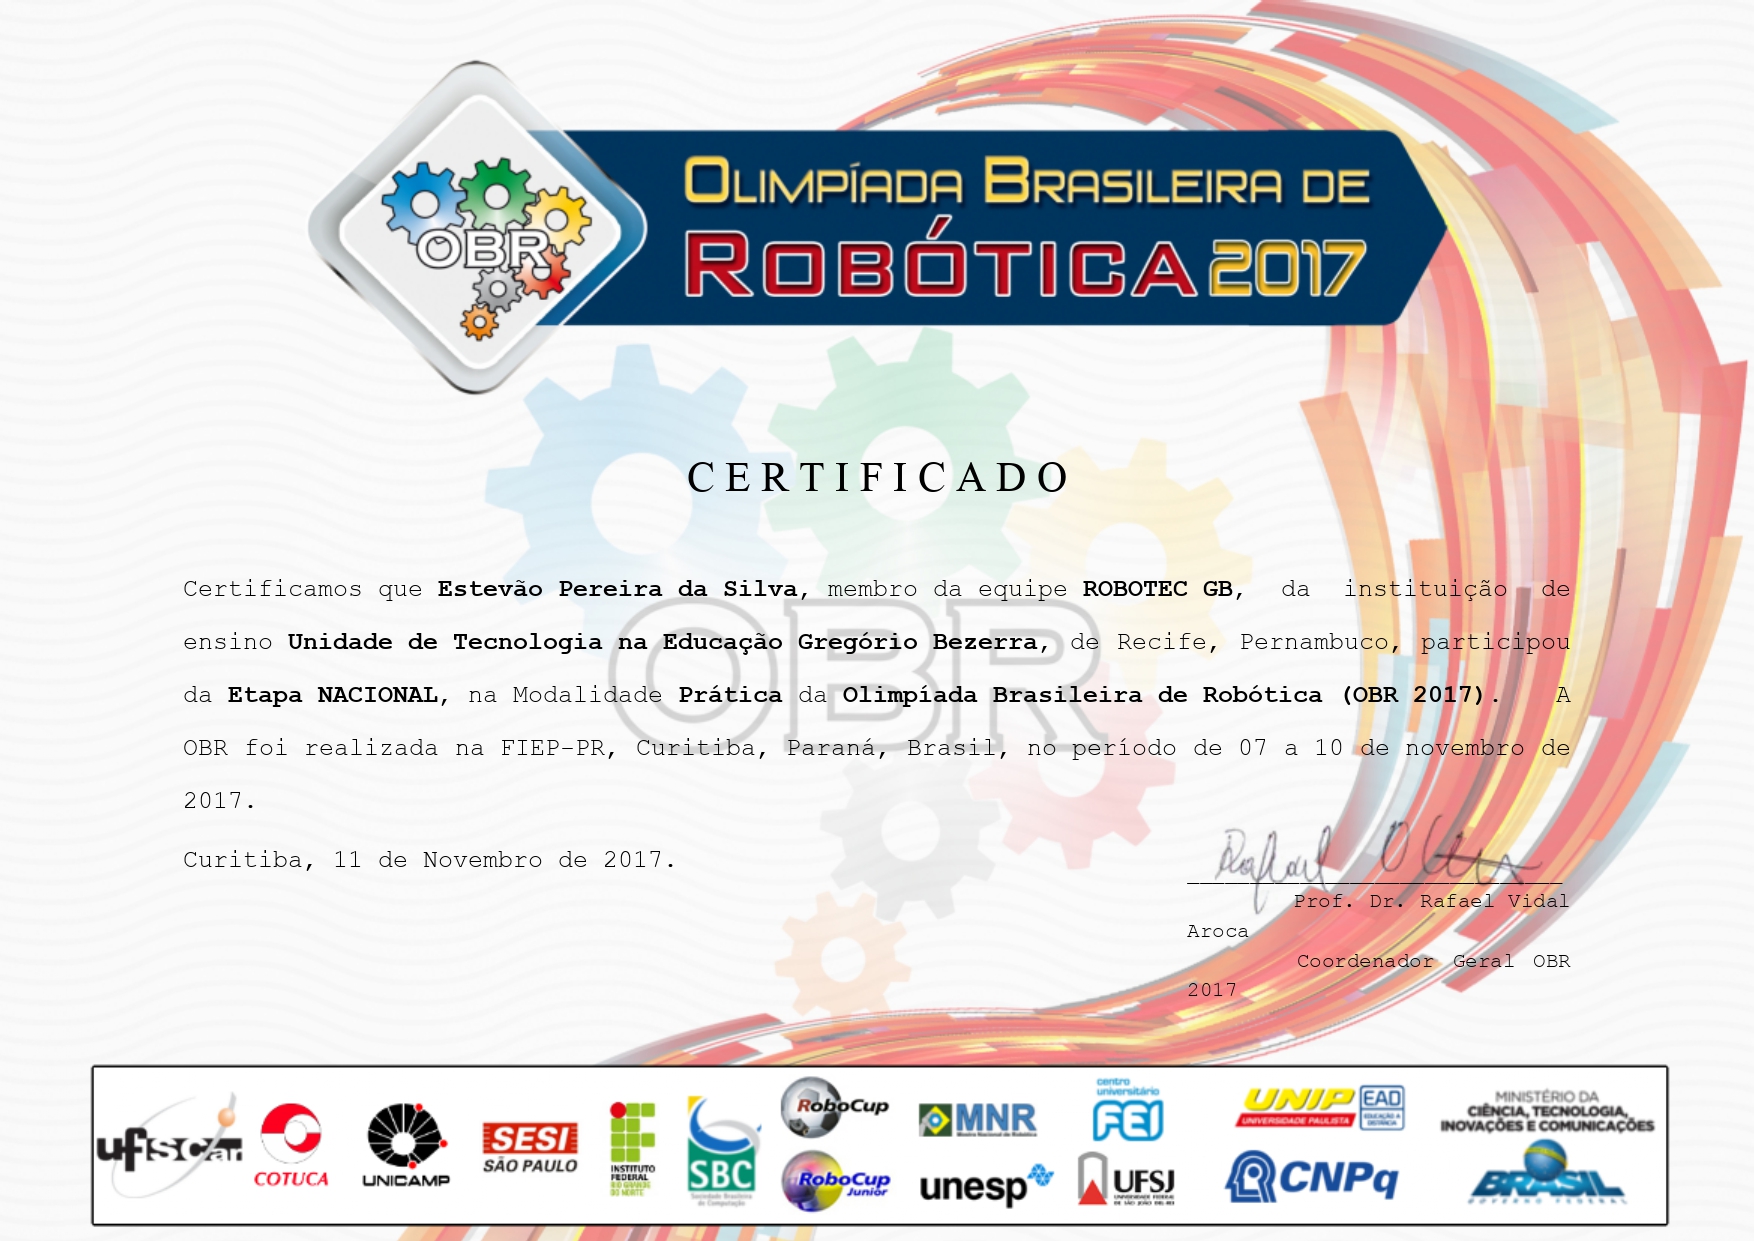 OBR
OLIMPÍADA BRASILEIRA DE
ROBÓTICA 2017
CERTIFICADO
OBR
Certificamos que Estevão Pereira da Silva, membro da equipe ROBOTEC GB, da instituição de
ensino Unidade de Tecnologia na Educação Gregório Bezerra, de Recife, Pernambuco, participou
da Etapa NACIONAL, na Modalidade Prática da Olimpíada Brasileira de Robótica (OBR 2017). A
OBR foi realizada na FIEP-PR, Curitiba, Paraná, Brasil, no período de 07 a 10 de novembro de
2017.
Curitiba, 11 de Novembro de 2017.
Rafael
Prof. Dr. Rafael Vidal
Aroca
Coordenador Geral OBR
2017
ufscar
COTUCA
UNICAMP
SESI
SÃO PAULO
INSTITUTO
FEDERAL
RIO GRANDE
DO NORTE
SBC
Sociedade Brasileira
de Computação
RoboCup
RoboCup
Junior
MNR
Mostra Nacional de Robótica
unesp
centro
universitário
FEI
UFSJ
UNIVERSIDADE FEDERAL
DE SÃO JOÃO DEL-REI
UNIP EAD
UNIVERSIDADE PAULISTA
EDUCAÇÃO A
DISTÂNCIA
CNPq
MINISTÉRIO DA
CIÊNCIA, TECNOLOGIA,
INOVAÇÕES E COMUNICAÇÕES
BRASIL
GOVERNO FEDERAL